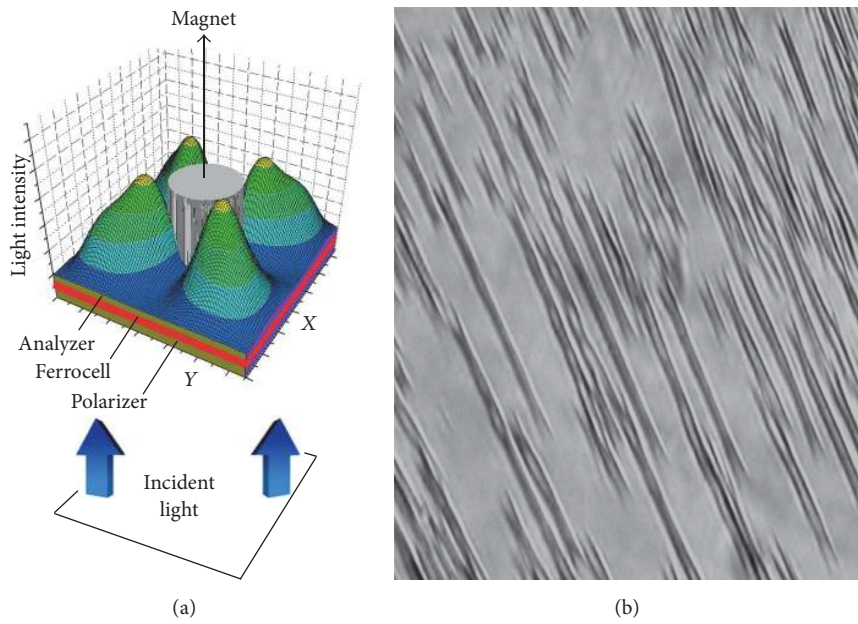 Magnet
Light intensity
X
Analyzer
Ferrocell
Y
Polarizer
Incident
light
(a)
(b)